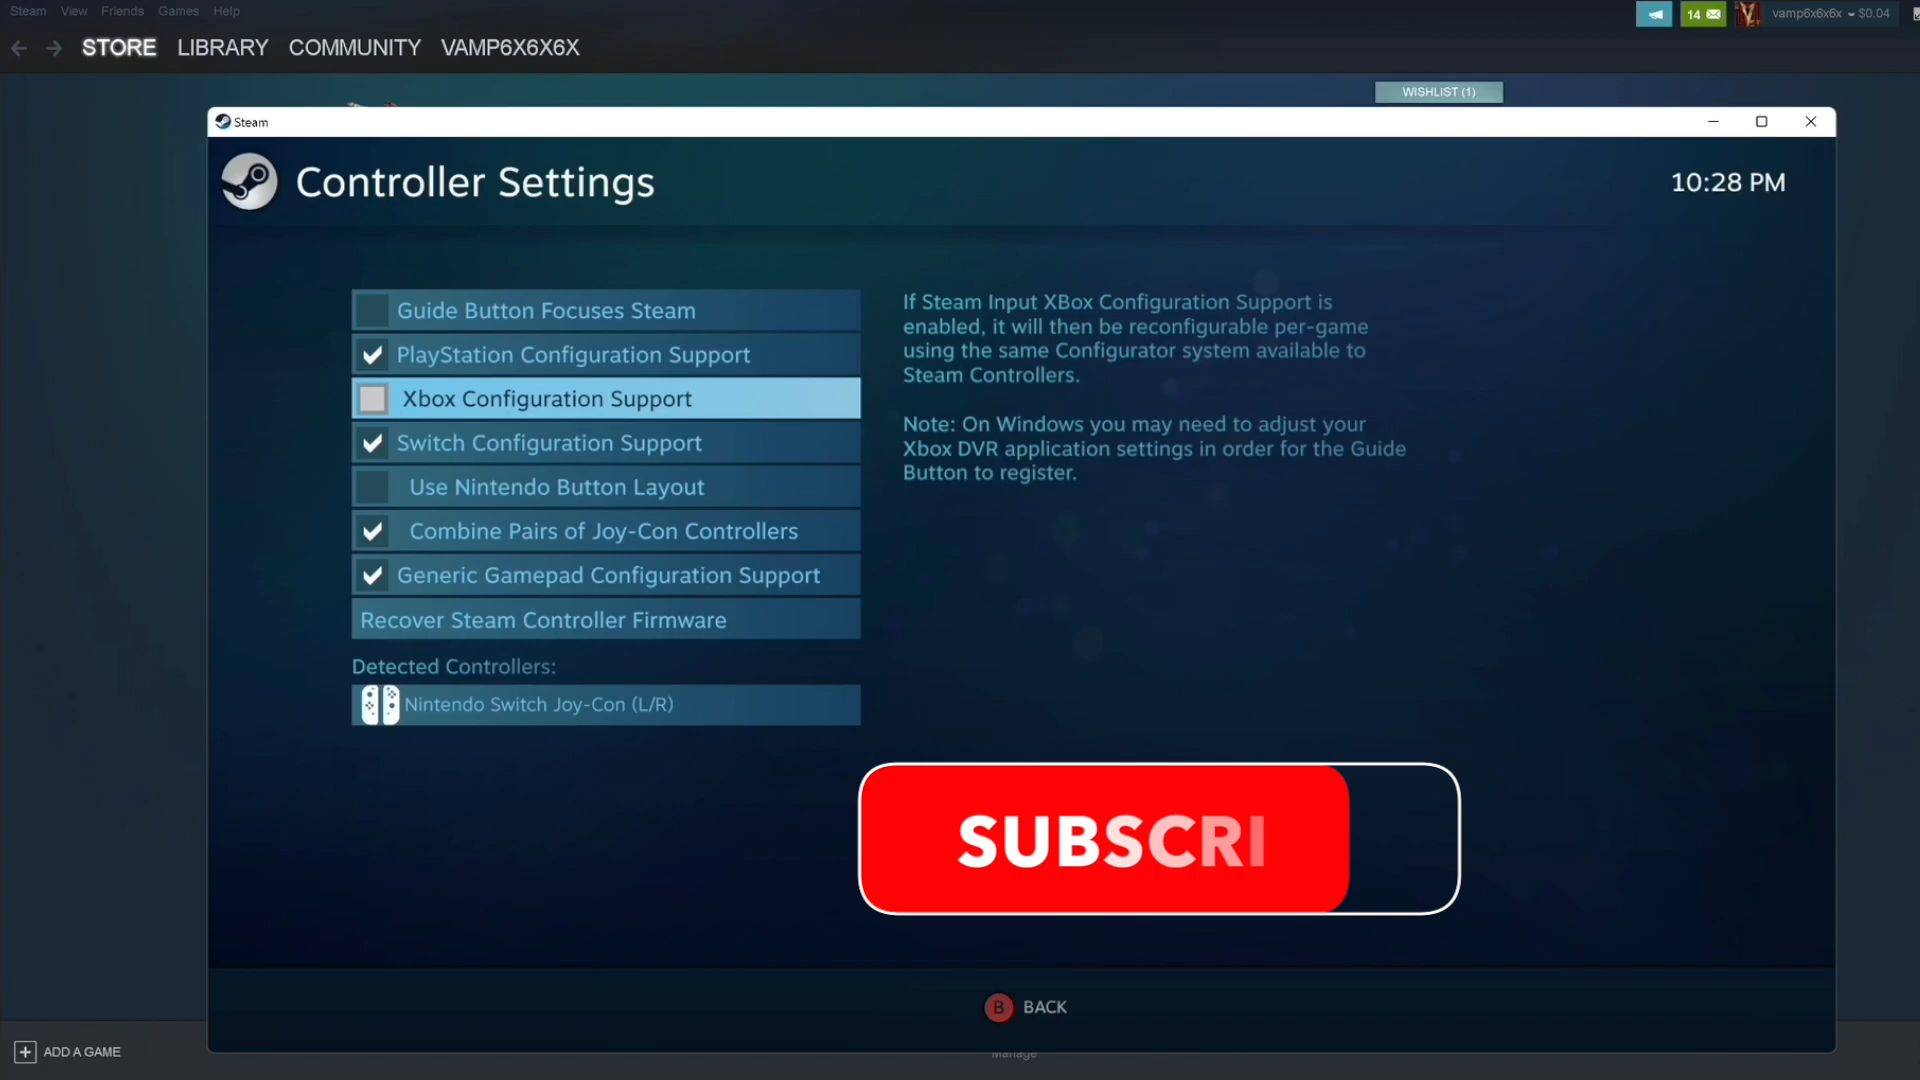 Steam View Friends Games Help
14 vamp6x6x6x $0.04
STORE LIBRARY COMMUNITY VAMP6X6X6X
WISHLIST (1)
Steam
Controller Settings
10:28 PM
Guide Button Focuses Steam
PlayStation Configuration Support
Xbox Configuration Support
Switch Configuration Support
Use Nintendo Button Layout
Combine Pairs of Joy-Con Controllers
Generic Gamepad Configuration Support
Recover Steam Controller Firmware
Detected Controllers:
Nintendo Switch Joy-Con (L/R)
If Steam Input XBox Configuration Support is
enabled, it will then be reconfigurable per-game
using the same Configurator system available to
Steam Controllers.
Note: On Windows you may need to adjust your
Xbox DVR application settings in order for the Guide
Button to register.
SUBSCRI
B BACK
ADD A GAME
Manage